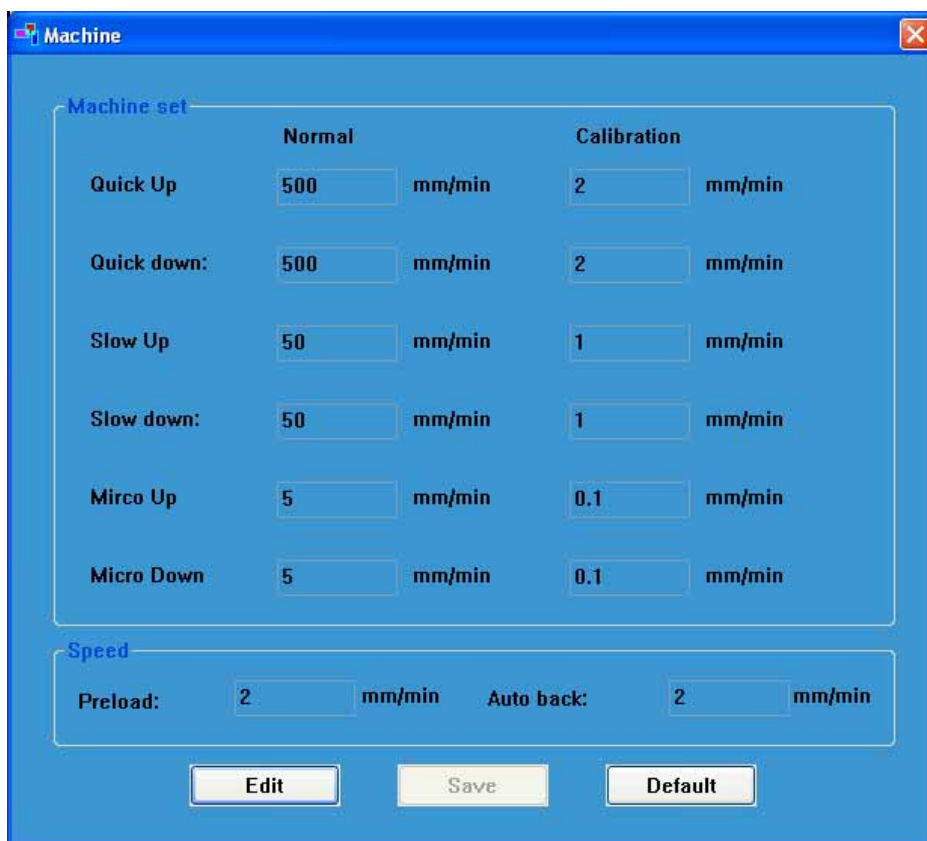 Machine
Machine set
Normal Calibration
Quick Up 500 mm/min 2 mm/min
Quick down: 500 mm/min 2 mm/min
Slow Up 50 mm/min 1 mm/min
Slow down: 50 mm/min 1 mm/min
Mirco Up 5 mm/min 0.1 mm/min
Micro Down 5 mm/min 0.1 mm/min
Speed
Preload: 2 mm/min Auto back: 2 mm/min
Edit Save Default